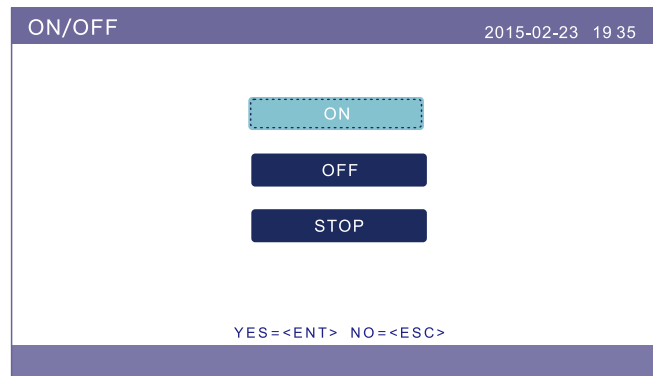 ON/OFF
2015-02-23 19 35
ON
OFF
STOP
YES=<ENT> NO=<ESC>